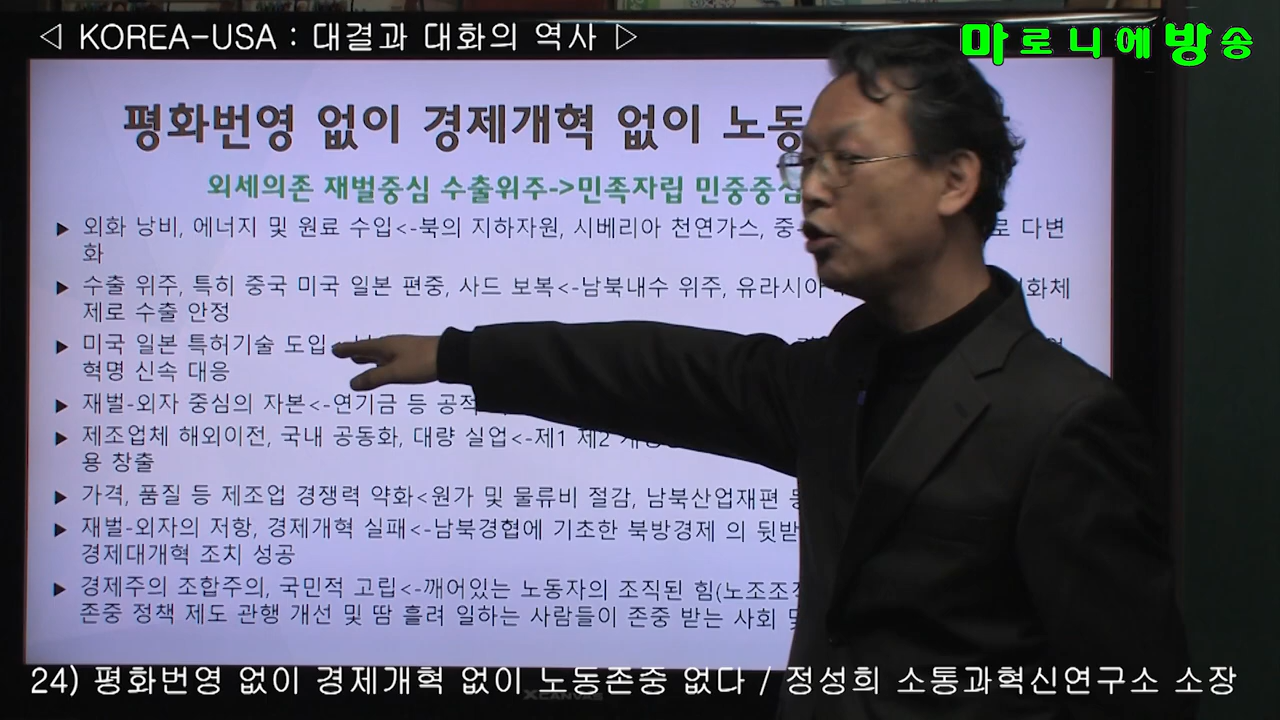 ◁ KOREA-USA : 대결과 대화의 역사 ▷
마로니에방송
평화번영 없이 경제개혁 없이 노동
외세의존 재벌중심 수출위주->민족자립 민중중심
▶ 외화 낭비, 에너지 및 원료 수입<-북의 지하자원, 시베리아 천연가스, 로 다변
화
▶ 수출 위주, 특히 중국 미국 일본 편중, 사드 보복<-남북내수 위주, 유라시아 화체
제로 수출 안정
▶ 미국 일본 특허기술 도입
혁명 신속 대응
▶ 재벌-외자 중심의 자본<-연기금 등 공적
▶ 제조업체 해외이전, 국내 공동화, 대량 실업<-제1 제2
용 창출
▶ 가격, 품질 등 제조업 경쟁력 약화<원가 및 물류비 절감, 남북산업재편
▶ 재벌-외자의 저항, 경제개혁 실패<-남북경협에 기초한 북방경제 의 뒷받
경제대개혁 조치 성공
▶ 경제주의 조합주의, 국민적 고립<-깨어있는 노동자의 조직된 힘(노조조직
존중 정책 제도 관행 개선 및 땀 흘려 일하는 사람들이 존중 받는 사회 및
24) 평화번영 없이 경제개혁 없이 노동존중 없다 / 정성희 소통과혁신연구소 소장